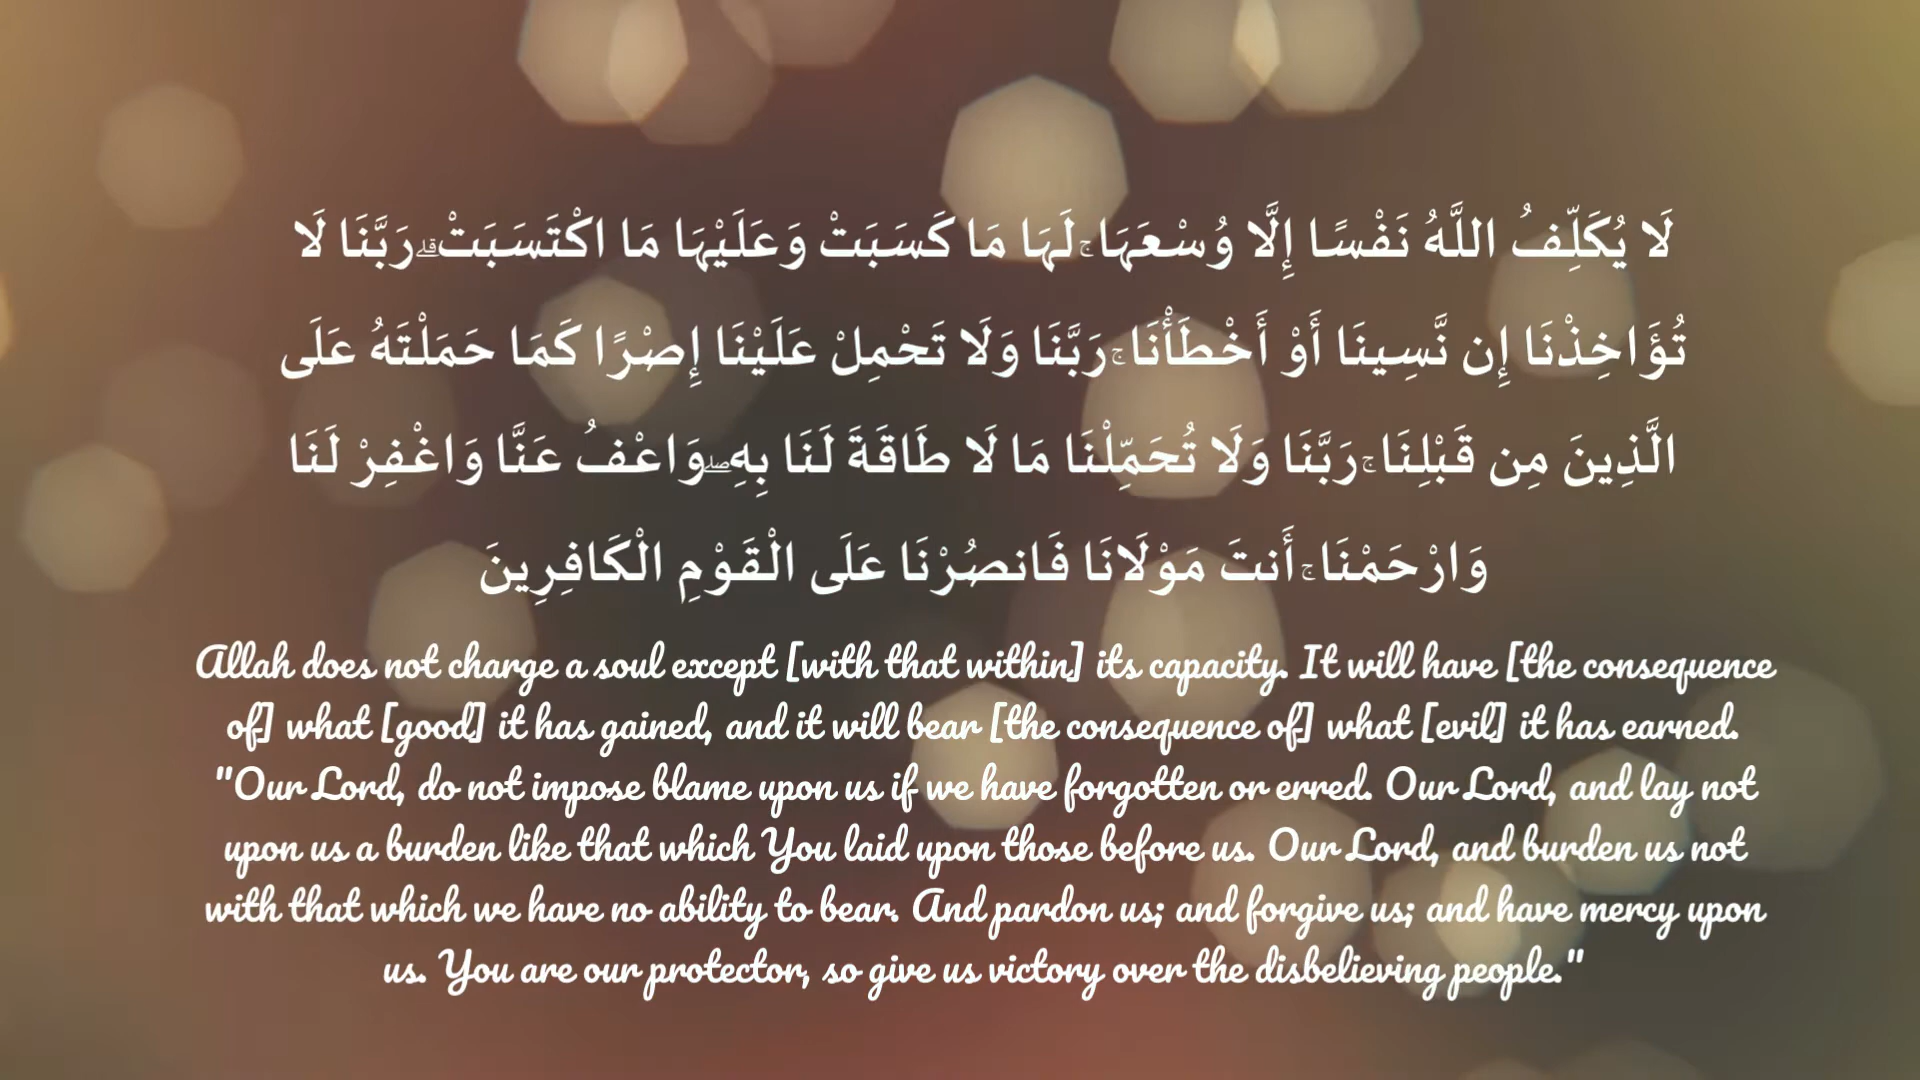 لَا يُكَلِّفُ اللَّهُ نَفْسًا إِلَّا وُسْعَهَا ۚ لَهَا مَا كَسَبَتْ وَعَلَيْهَا مَا اكْتَسَبَتْ ۗ رَبَّنَا لَا
تُؤَاخِذْنَا إِن نَّسِينَا أَوْ أَخْطَأْنَا ۚ رَبَّنَا وَلَا تَحْمِلْ عَلَيْنَا إِصْرًا كَمَا حَمَلْتَهُ عَلَى
الَّذِينَ مِن قَبْلِنَا ۚ رَبَّنَا وَلَا تُحَمِّلْنَا مَا لَا طَاقَةَ لَنَا بِهِ ۖ وَاعْفُ عَنَّا وَاغْفِرْ لَنَا
وَارْحَمْنَا ۚ أَنتَ مَوْلَانَا فَانصُرْنَا عَلَى الْقَوْمِ الْكَافِرِينَ
Allah does not charge a soul except [with that within] its capacity. It will have [the consequence
of] what [good] it has gained, and it will bear [the consequence of] what [evil] it has earned.
"Our Lord, do not impose blame upon us if we have forgotten or erred. Our Lord, and lay not
upon us a burden like that which You laid upon those before us. Our Lord, and burden us not
with that which we have no ability to bear. And pardon us; and forgive us; and have mercy upon
us. You are our protector, so give us victory over the disbelieving people."